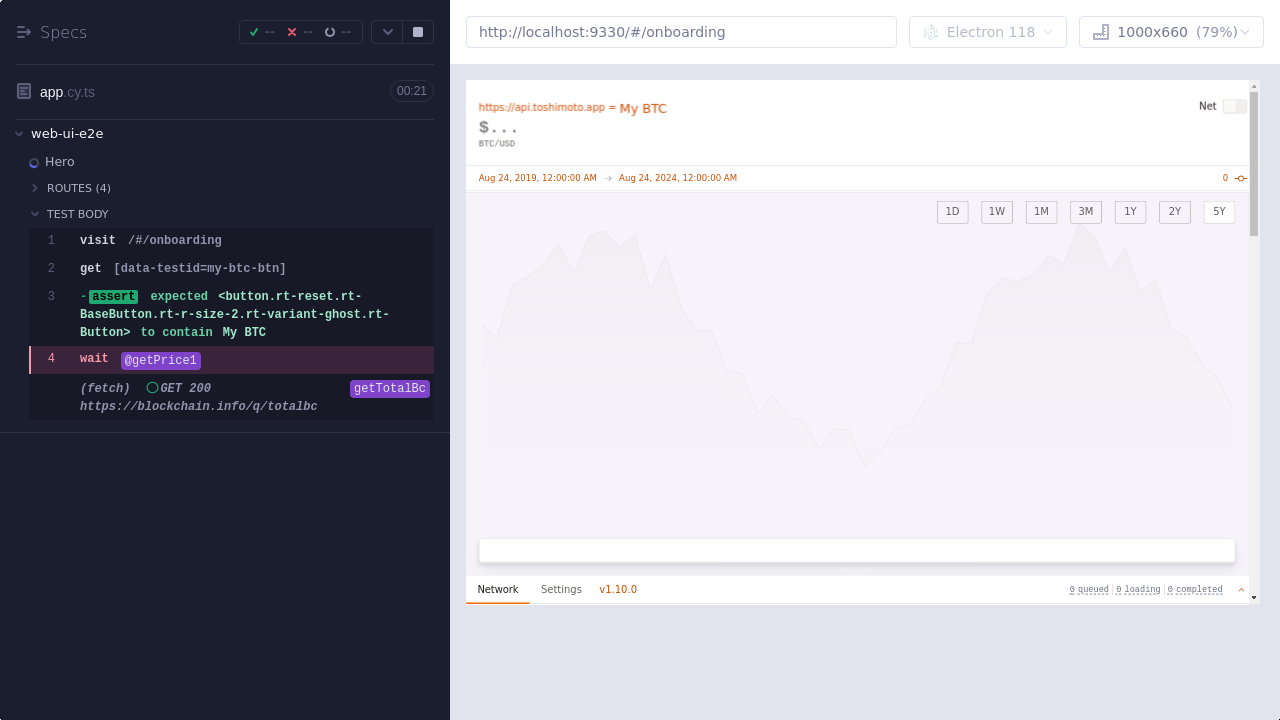 Specs
-- -- --
http://localhost:9330/#/onboarding
Electron 118
1000x660 (79%)
app.cy.ts
00:21
web-ui-e2e
Hero
ROUTES (4)
TEST BODY
1 visit /#/onboarding
2 get [data-testid=my-btc-btn]
3 -assert expected <button.rt-reset.rt-
BaseButton.rt-r-size-2.rt-variant-ghost.rt-
Button> to contain My BTC
4 wait @getPrice1
(fetch) GET 200 getTotalBc
https://blockchain.info/q/totalbc
https://api.toshimoto.app = My BTC
Net
$...
BTC/USD
Aug 24, 2019, 12:00:00 AM → Aug 24, 2024, 12:00:00 AM
0
1D 1W 1M 3M 1Y 2Y 5Y
Network Settings v1.10.0
0 queued 0 loading 0 completed